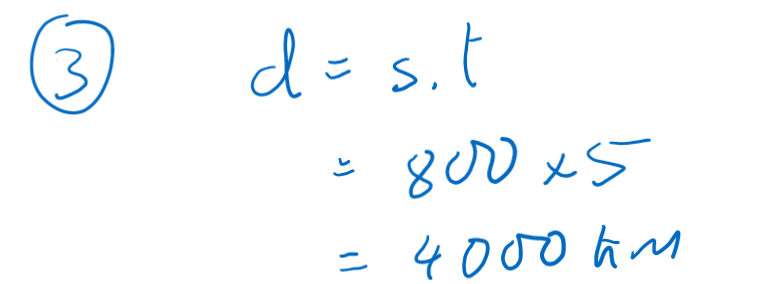 ③ d = s.t
= 800 × 5
= 4000 km